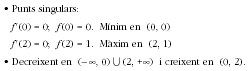 • Punts singulars:
f'(0) = 0; f(0) = 0. Mínim en (0, 0)
f'(2) = 0; f(2) = 1. Màxim en (2, 1)
• Decreixent en (−∞, 0) ∪ (2, +∞) i creixent en (0, 2).